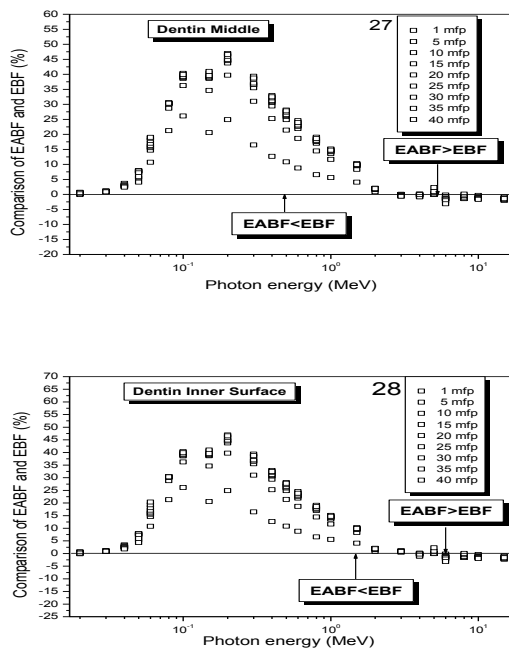 Dentin Middle
27
1 mfp
5 mfp
10 mfp
15 mfp
20 mfp
25 mfp
30 mfp
35 mfp
40 mfp
EABF>EBF
EABF<EBF
Comparison of EABF and EBF (%)
60
55
50
45
40
35
30
25
20
15
10
5
0
-5
-10
-15
-20
10⁻¹
10⁰
10¹
Photon energy (MeV)
Dentin Inner Surface
28
1 mfp
5 mfp
10 mfp
15 mfp
20 mfp
25 mfp
30 mfp
35 mfp
40 mfp
EABF>EBF
EABF<EBF
Comparison of EABF and EBF (%)
70
65
60
55
50
45
40
35
30
25
20
15
10
5
0
-5
-10
-15
-20
-25
10⁻¹
10⁰
10¹
Photon energy (MeV)